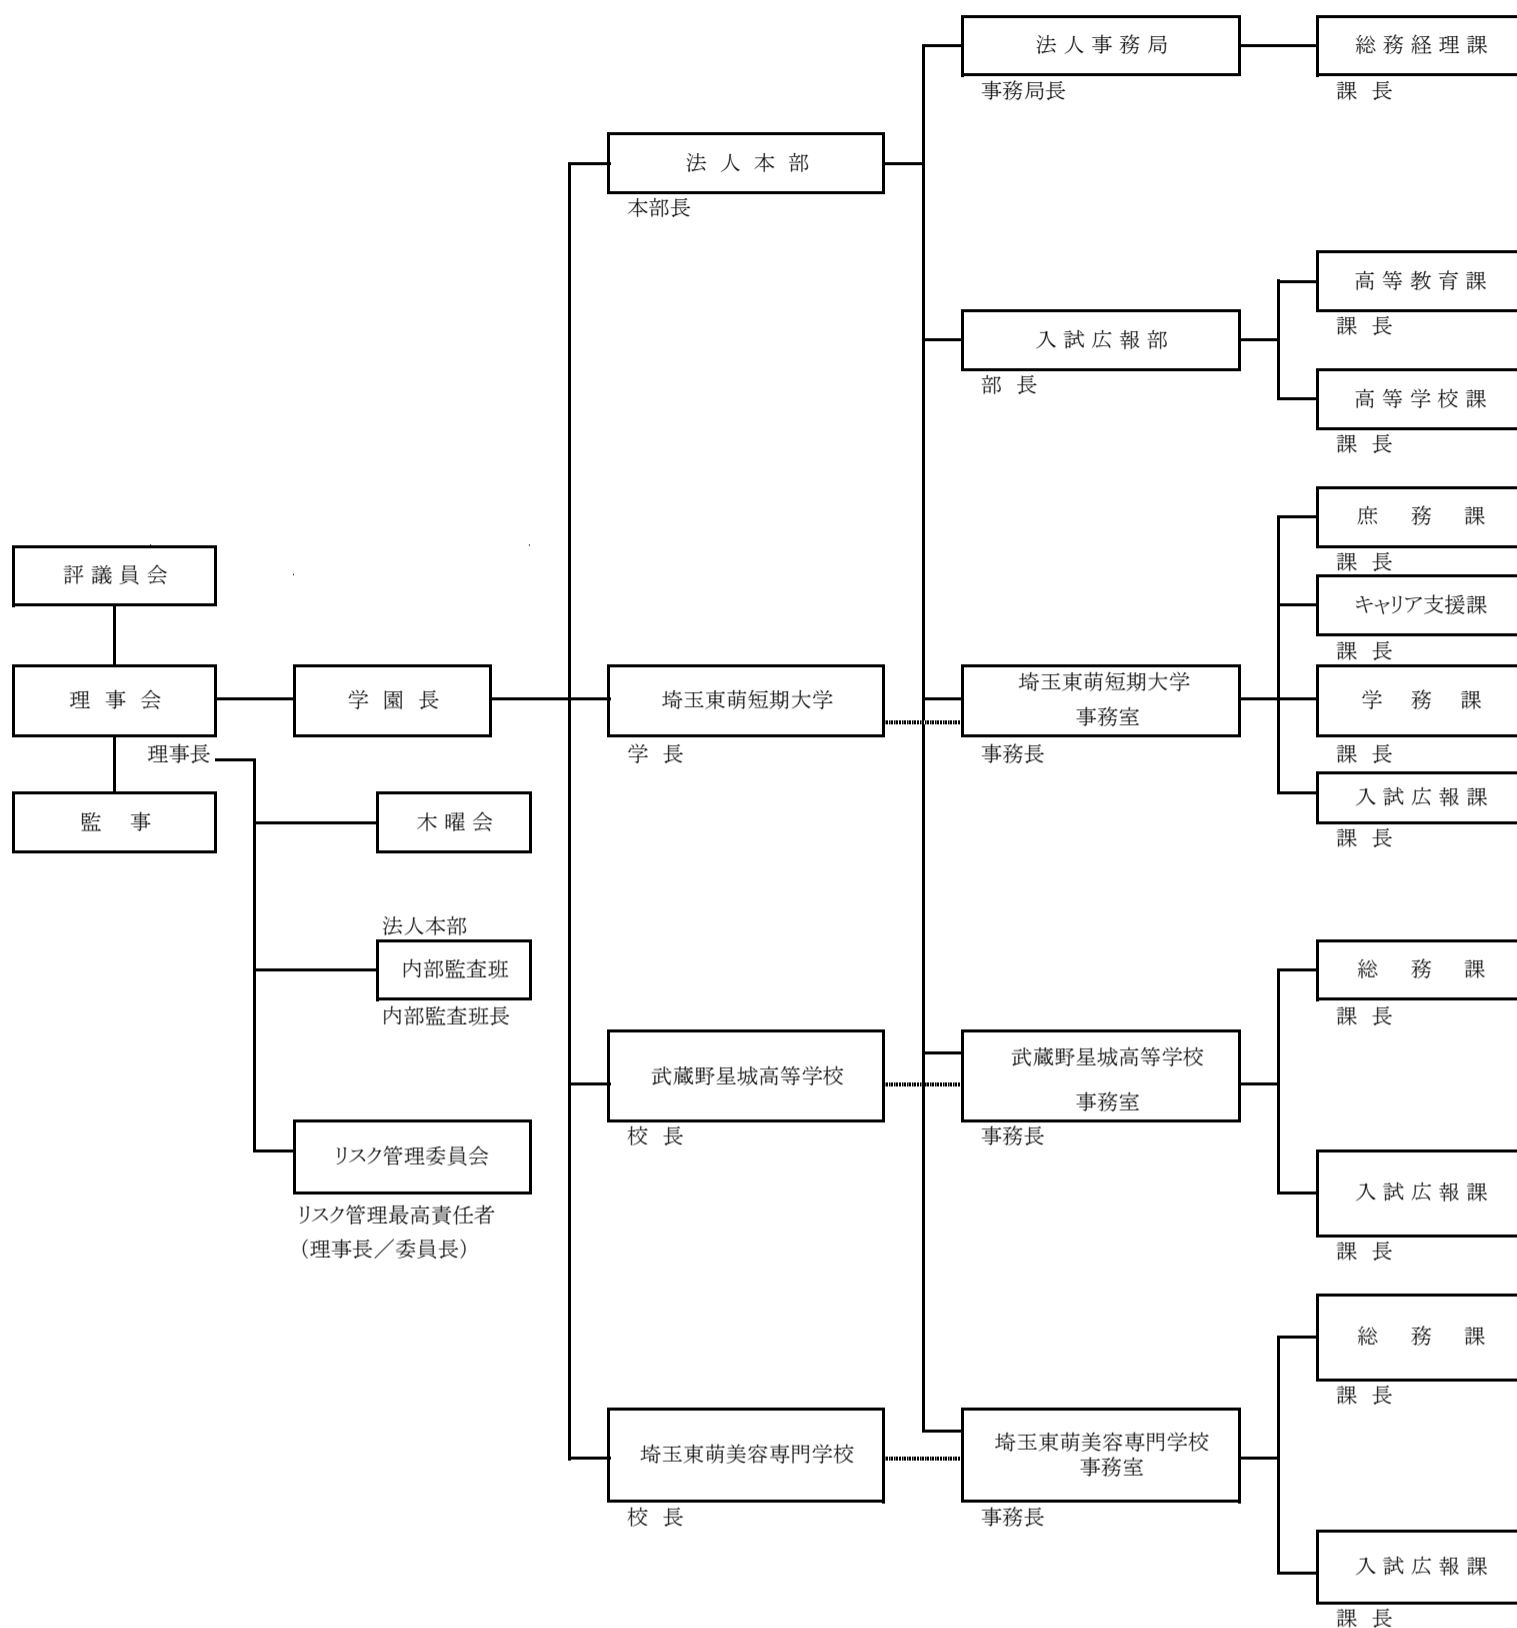 法人事務局
事務局長
総務経理課
課長
法人本部
本部長
入試広報部
部長
高等教育課
課長
高等学校課
課長
評議員会
理事会
理事長
監事
学園長
埼玉東萌短期大学
学長
埼玉東萌短期大学
事務室
事務長
庶務課
課長
キャリア支援課
課長
学務課
課長
入試広報課
課長
木曜会
法人本部
内部監査班
内部監査班長
リスク管理委員会
リスク管理最高責任者
（理事長／委員長）
武蔵野星城高等学校
校長
武蔵野星城高等学校
事務室
事務長
総務課
課長
入試広報課
課長
埼玉東萌美容専門学校
校長
埼玉東萌美容専門学校
事務室
事務長
総務課
課長
入試広報課
課長